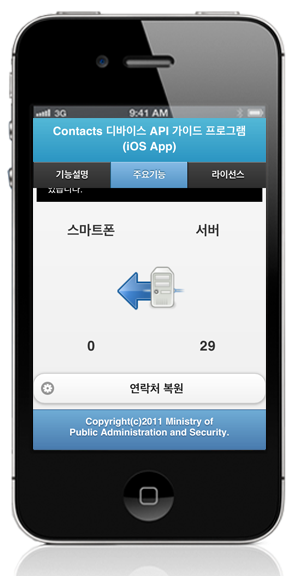 3G 9:41 AM
Contacts 디바이스 API 가이드 프로그램
(iOS App)
기능설명 주요기능 라이선스
있습니다.
스마트폰 서버
0 29
연락처 복원
Copyright(c)2011 Ministry of
Public Administration and Security.